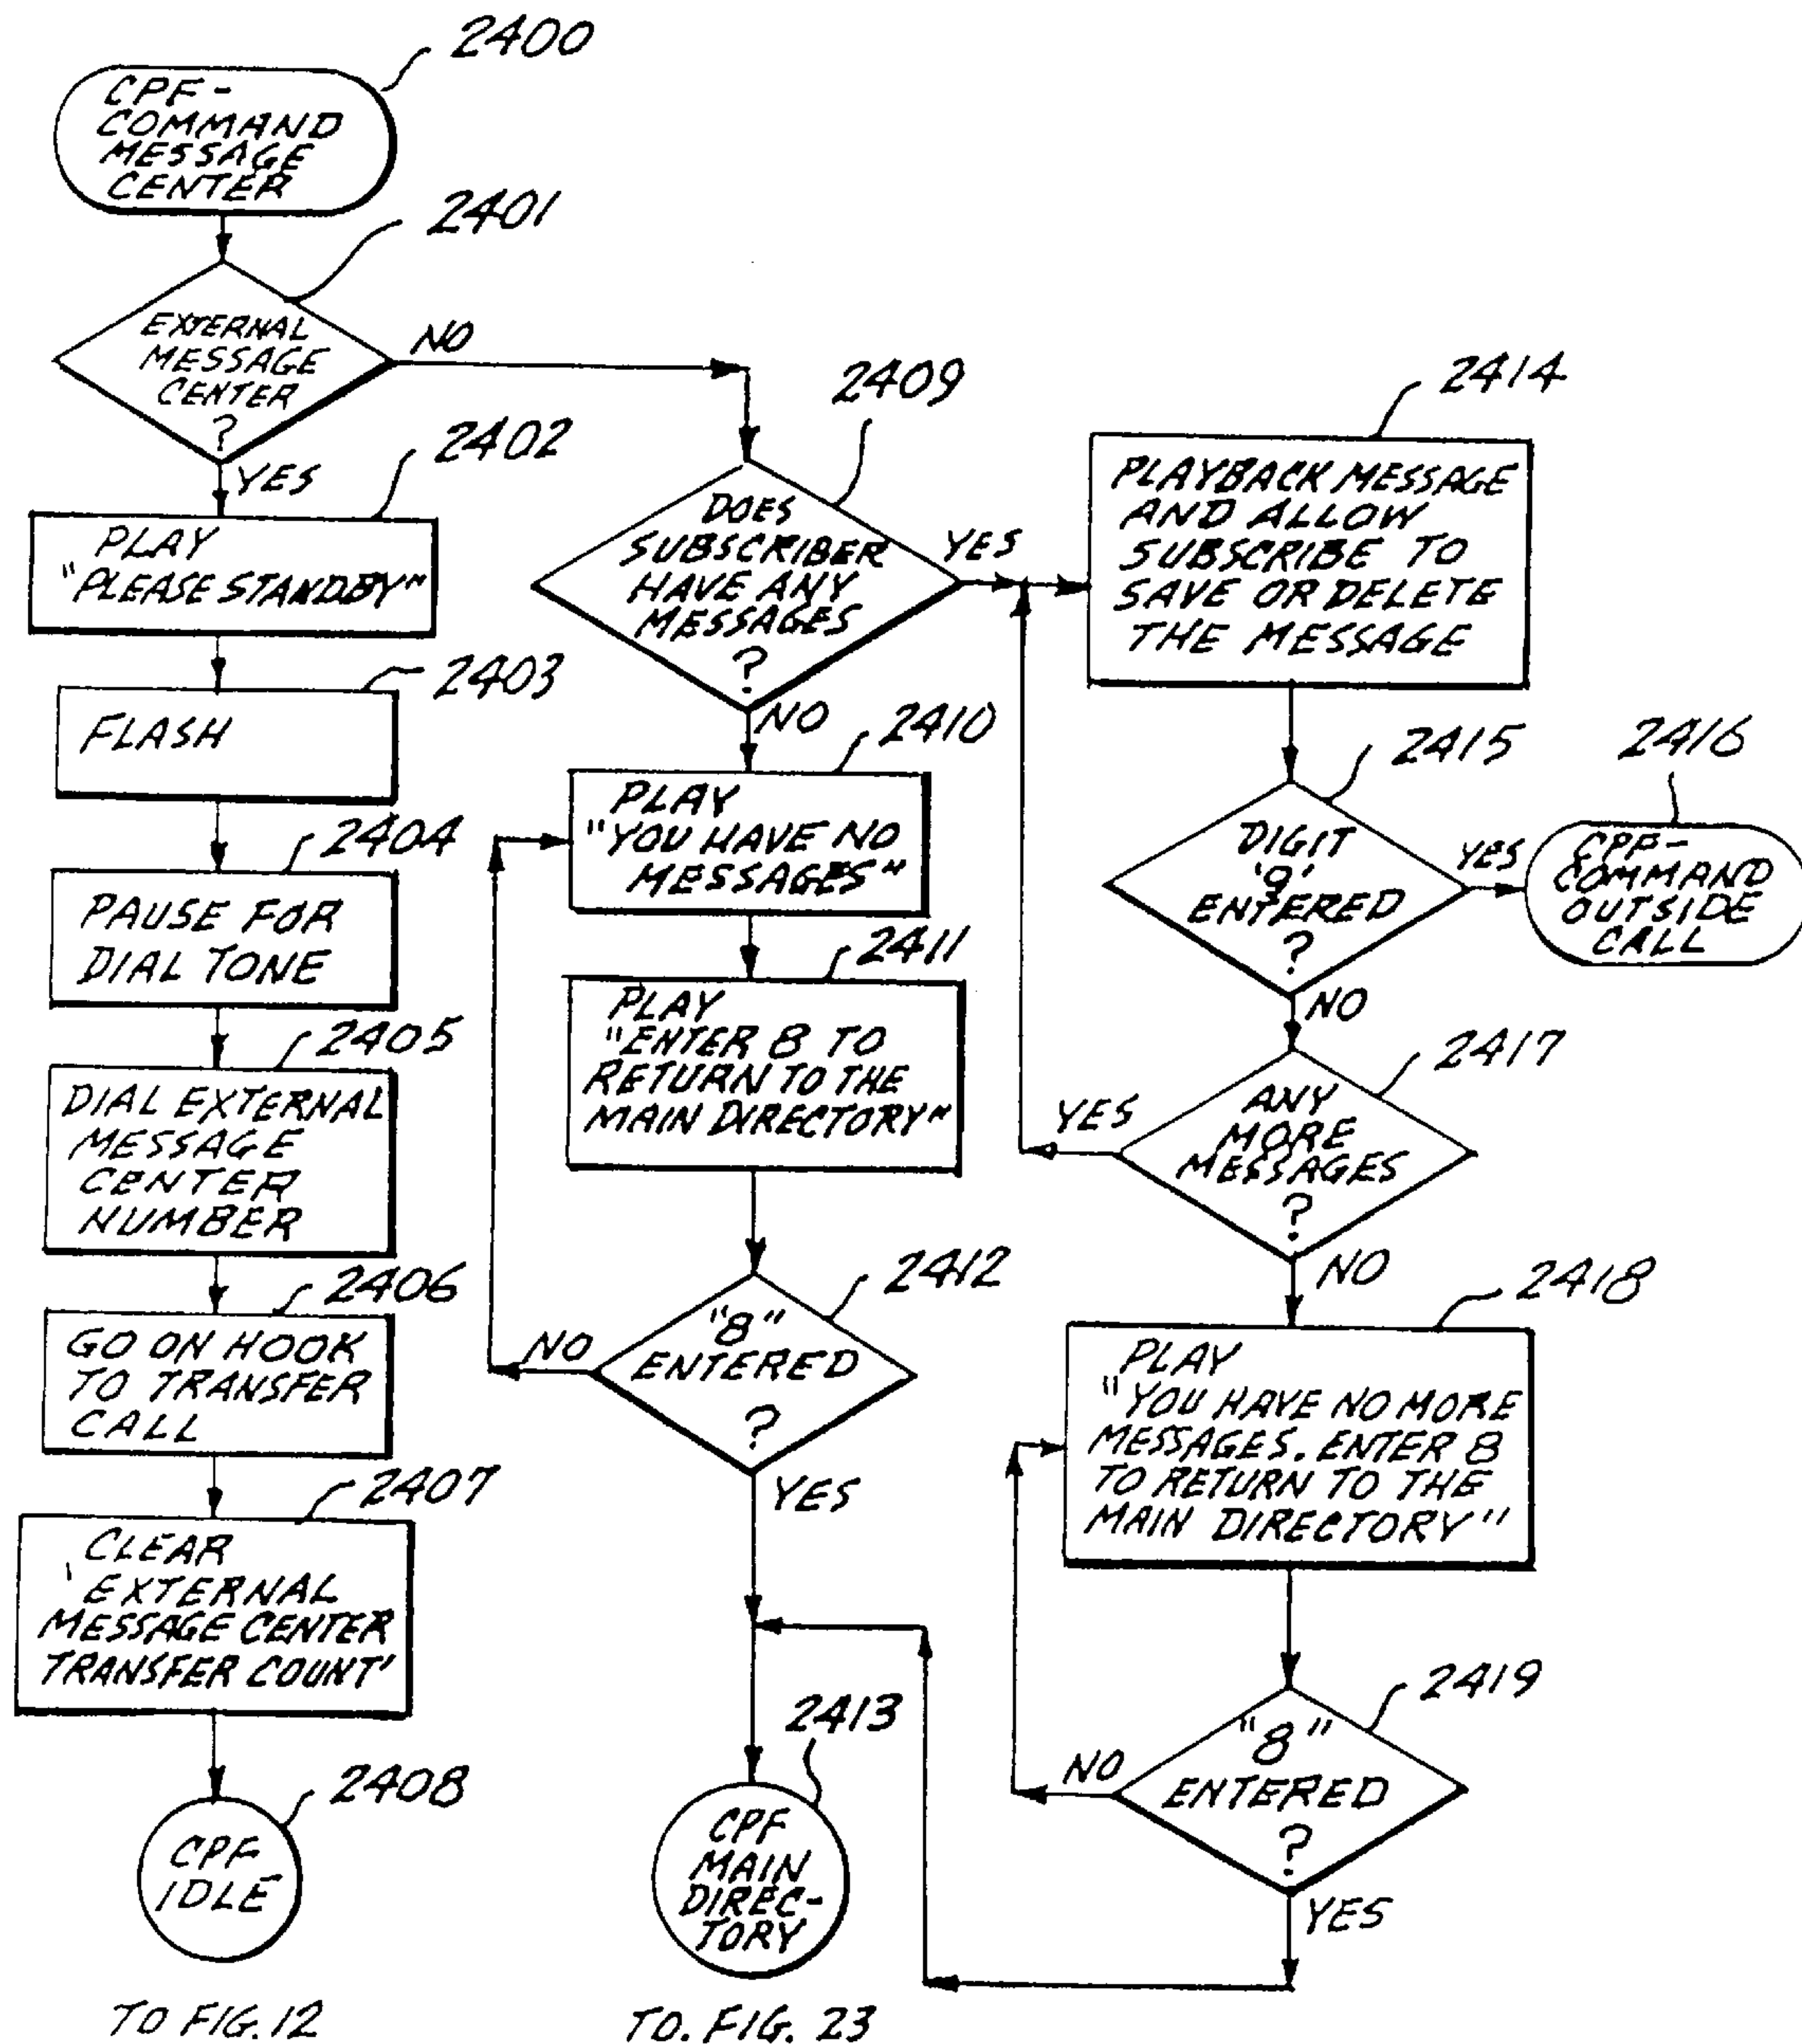 2400
CPF-
COMMAND
MESSAGE
CENTER
2401
EXTERNAL
MESSAGE
CENTER
?
NO
YES
2402
PLAY
"PLEASE STANDBY"
2403
FLASH
2404
PAUSE FOR
DIAL TONE
2405
DIAL EXTERNAL
MESSAGE
CENTER
NUMBER
2406
GO ON HOOK
TO TRANSFER
CALL
2407
CLEAR
'EXTERNAL
MESSAGE CENTER
TRANSFER COUNT'
2408
CPF
IDLE
TO FIG. 12
2409
DOES
SUBSCRIBER
HAVE ANY
MESSAGES
?
YES
NO
2410
PLAY
"YOU HAVE NO
MESSAGES"
2411
PLAY
"ENTER 8 TO
RETURN TO THE
MAIN DIRECTORY"
2412
"8"
ENTERED
?
NO
YES
2413
CPF
MAIN
DIREC-
TORY
TO. FIG. 23
2414
PLAYBACK MESSAGE
AND ALLOW
SUBSCRIBE TO
SAVE OR DELETE
THE MESSAGE
2415
DIGIT
'9'
ENTERED
?
YES
2416
CPF-
COMMAND
OUTSIDE
CALL
NO
2417
ANY
MORE
MESSAGES
?
YES
NO
2418
PLAY
"YOU HAVE NO MORE
MESSAGES. ENTER 8
TO RETURN TO THE
MAIN DIRECTORY"
2419
"8"
ENTERED
?
NO
YES